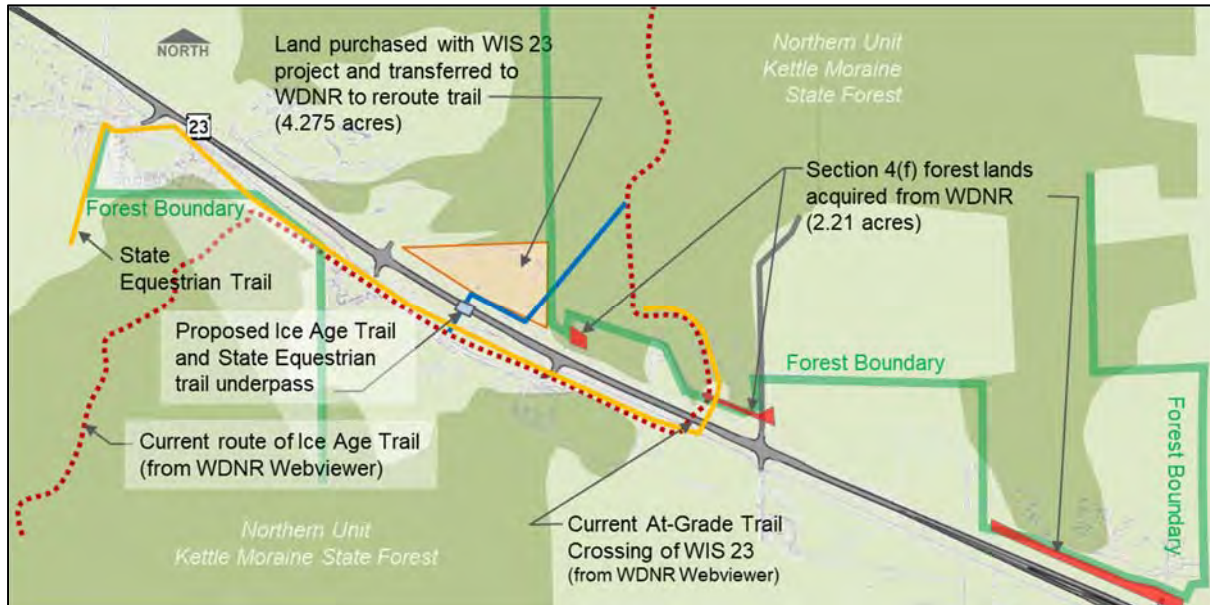 NORTH
23
Land purchased with WIS 23
project and transferred to
WDNR to reroute trail
(4.275 acres)
Northern Unit
Kettle Moraine
State Forest
Section 4(f) forest lands
acquired from WDNR
(2.21 acres)
Forest Boundary
State
Equestrian Trail
Proposed Ice Age Trail
and State Equestrian
trail underpass
Forest Boundary
Forest Boundary
Current route of Ice Age Trail
(from WDNR Webviewer)
Current At-Grade Trail
Crossing of WIS 23
(from WDNR Webviewer)
Northern Unit
Kettle Moraine State Forest